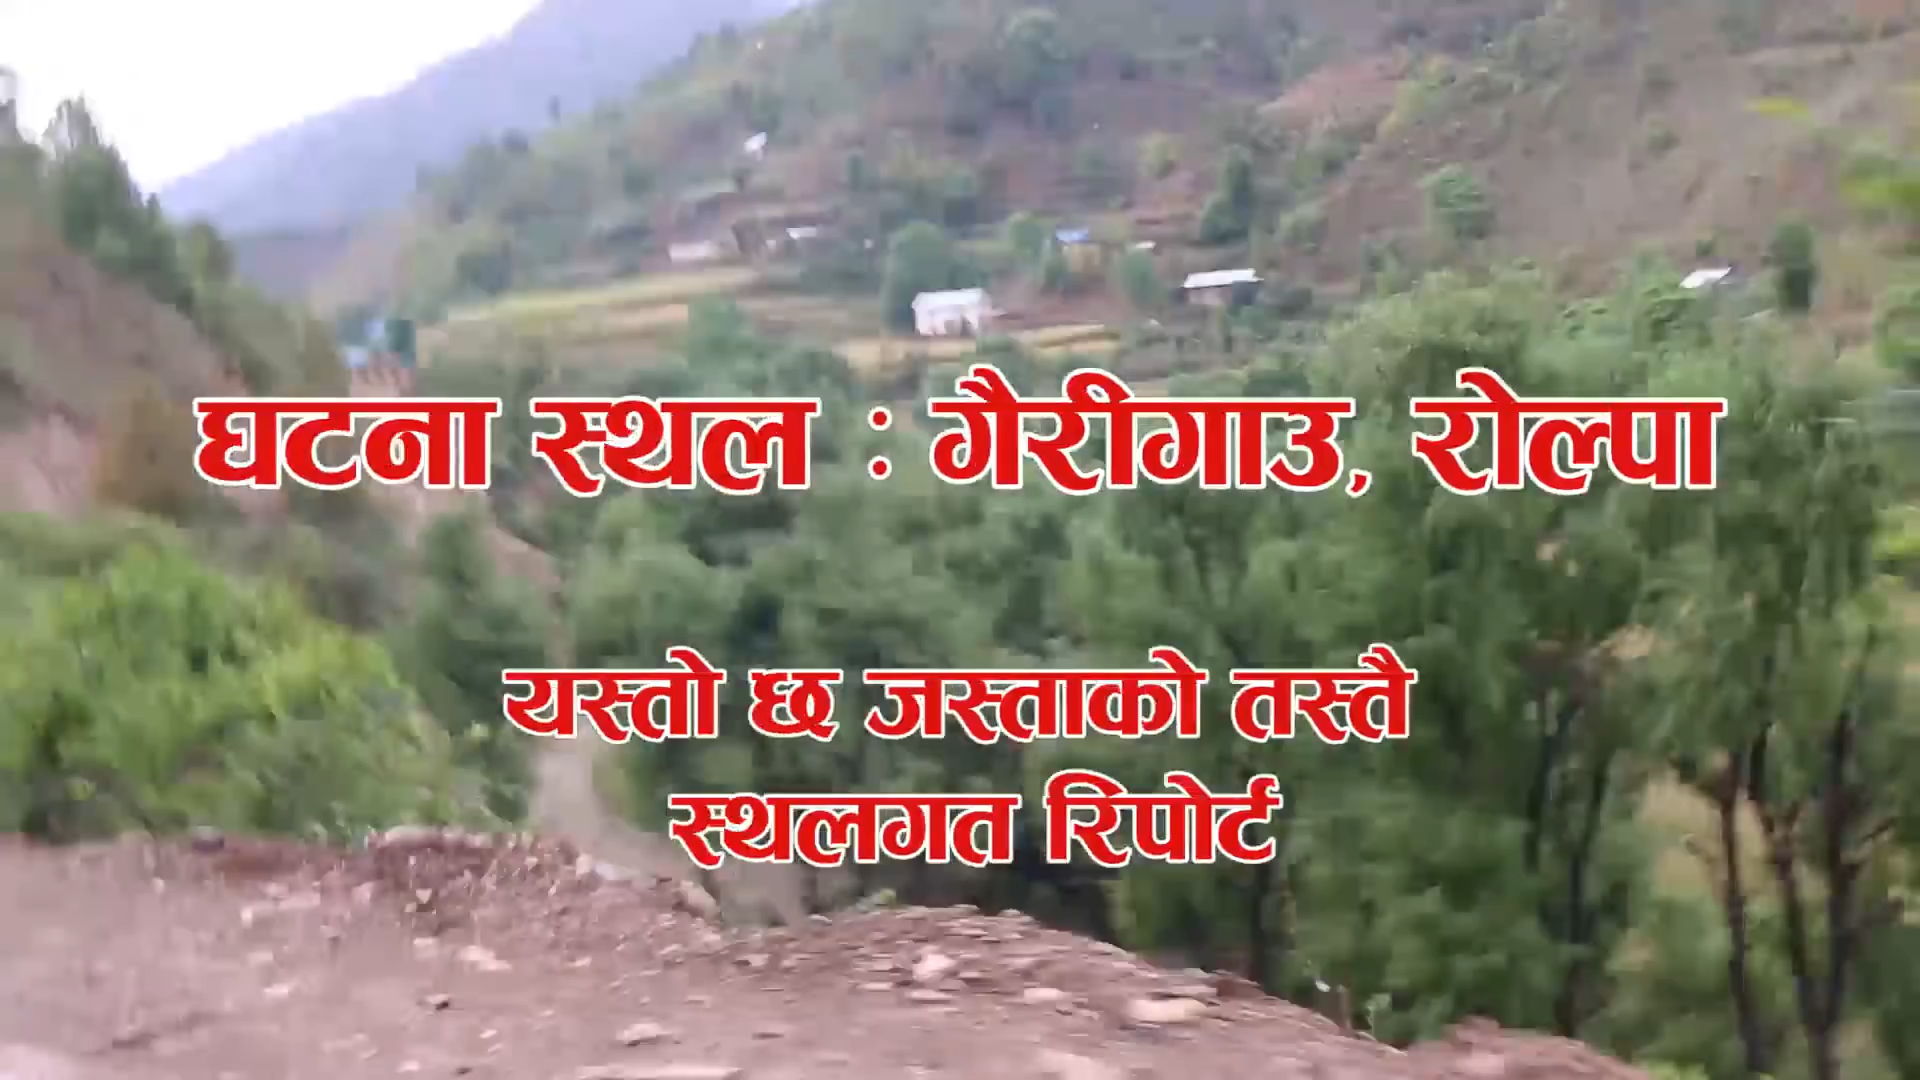 घटना स्थल : गैरीगाउ, रोल्पा
यस्तो छ जस्ताको तस्तै
स्थलगत रिपोर्ट